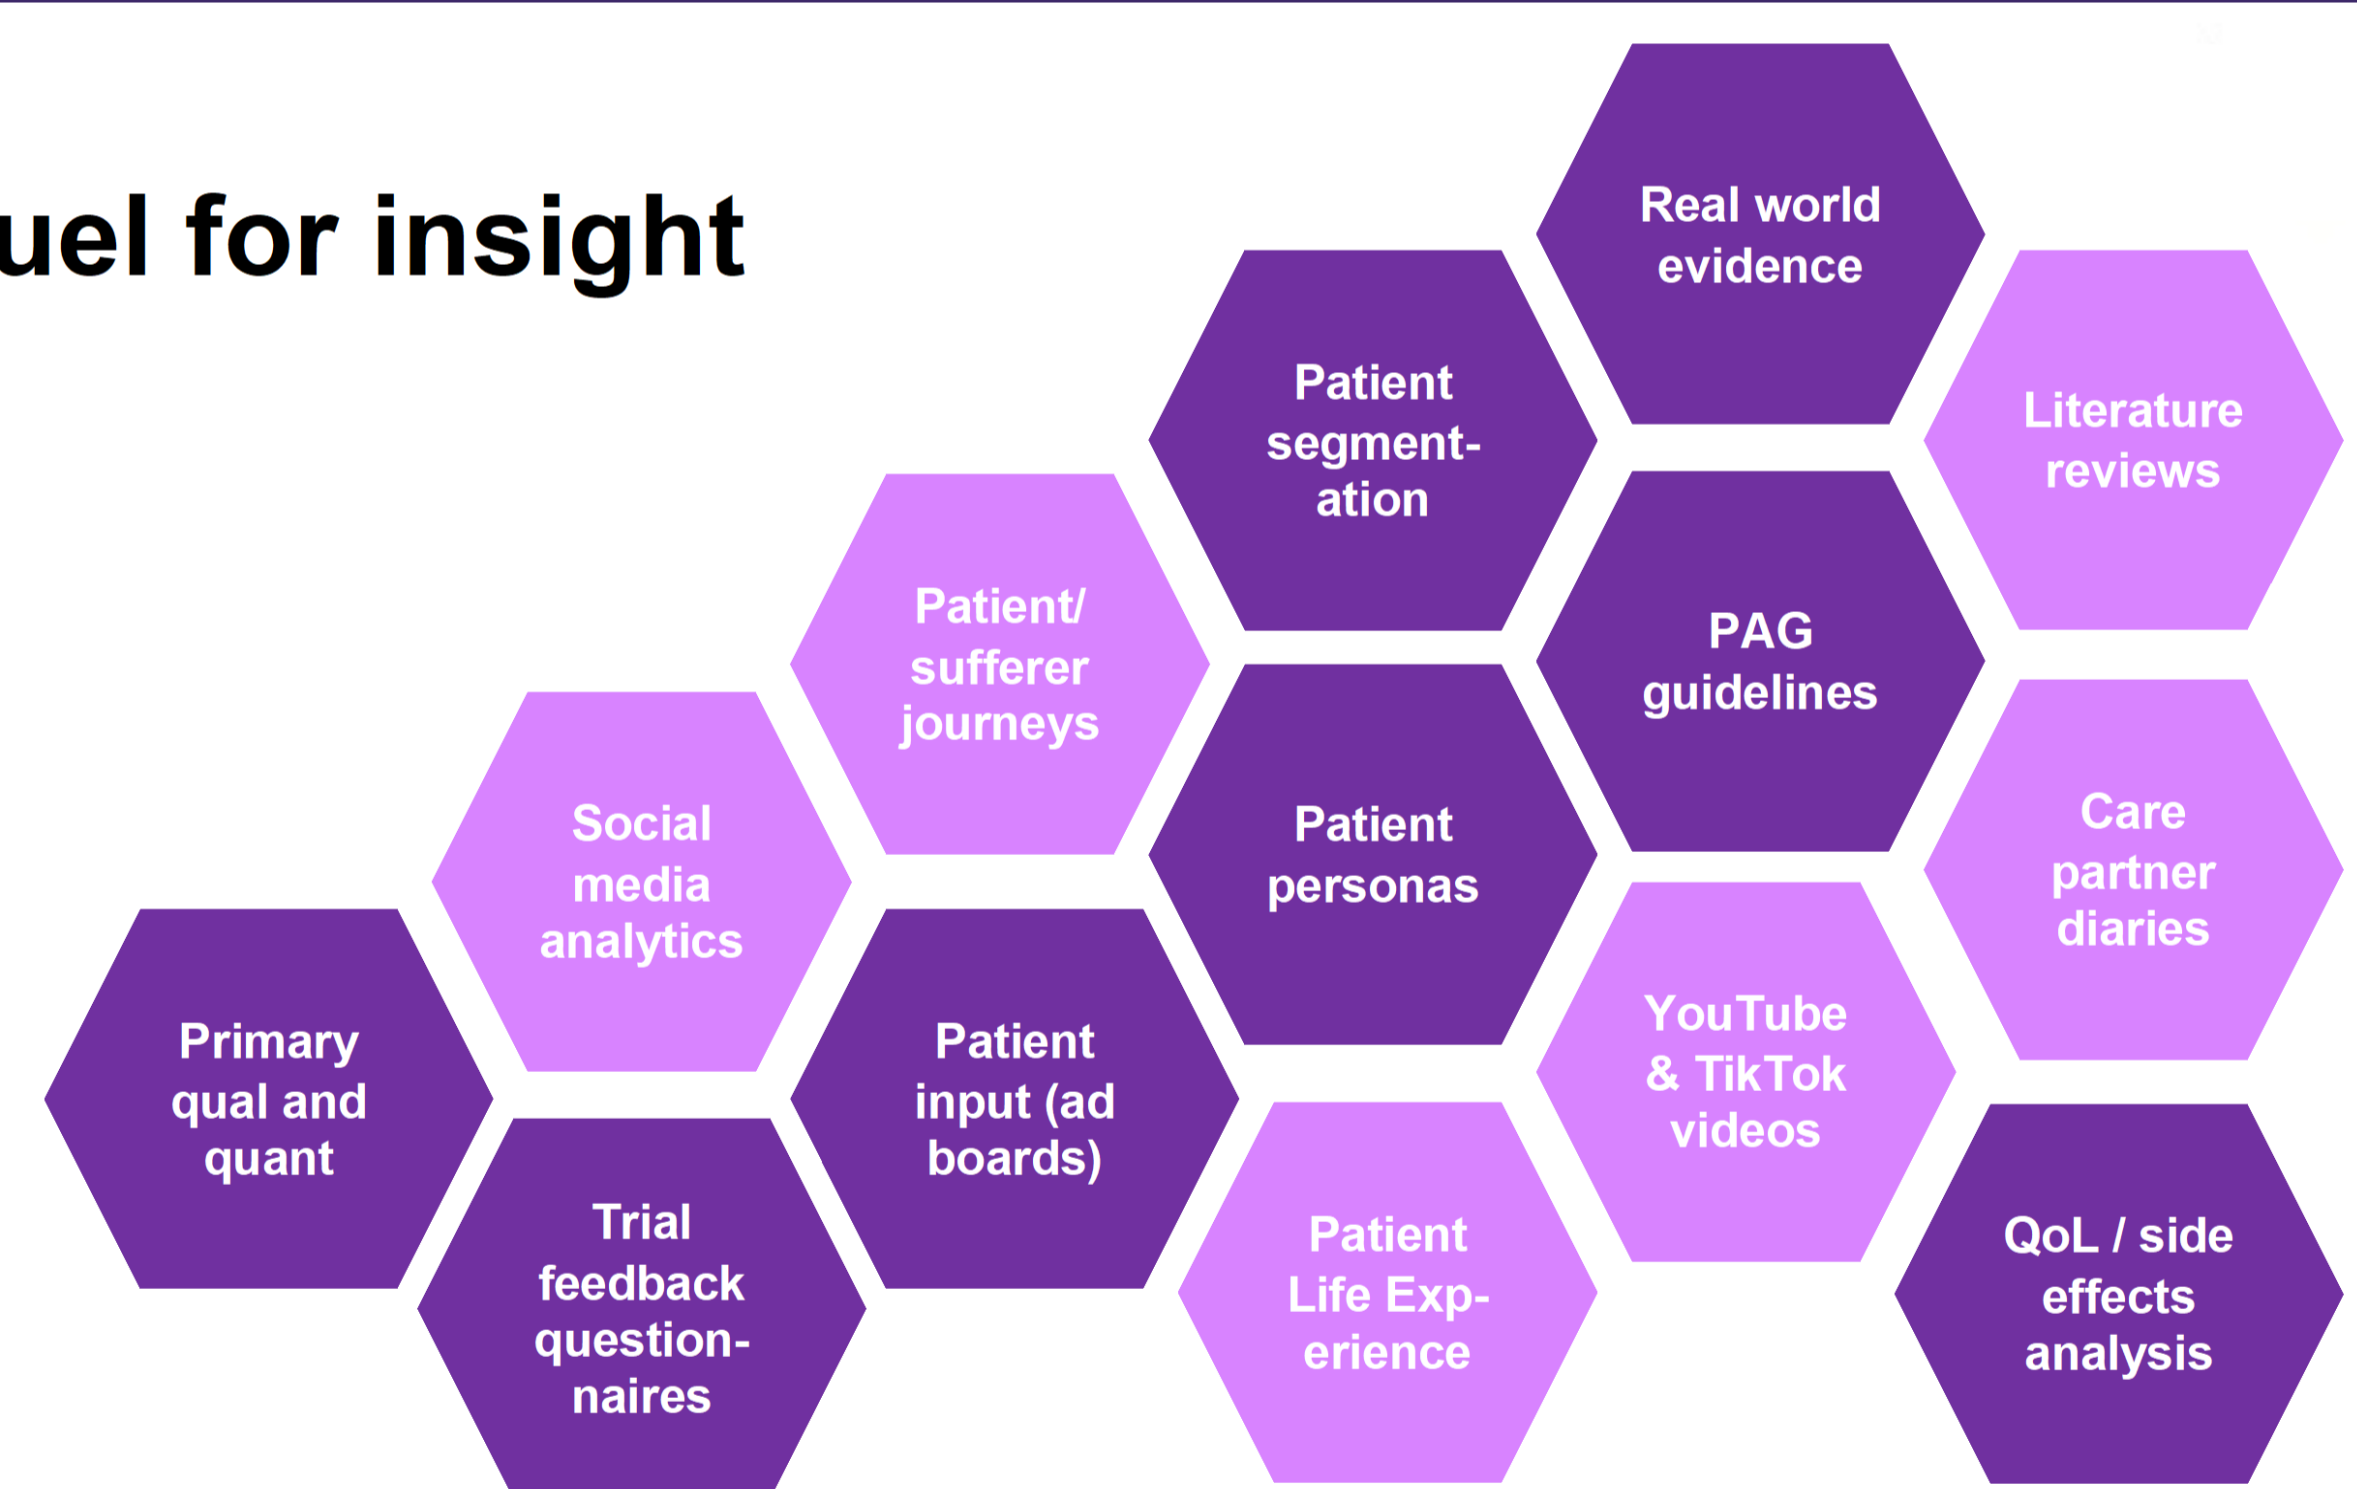 uel for insight
Real world
evidence
Patient
segment-
ation
Literature
reviews
Patient/
sufferer
journeys
PAG
guidelines
Social
media
analytics
Patient
personas
Care
partner
diaries
Primary
qual and
quant
Patient
input (ad
boards)
YouTube
& TikTok
videos
Trial
feedback
question-
naires
Patient
Life Exp-
erience
QoL / side
effects
analysis